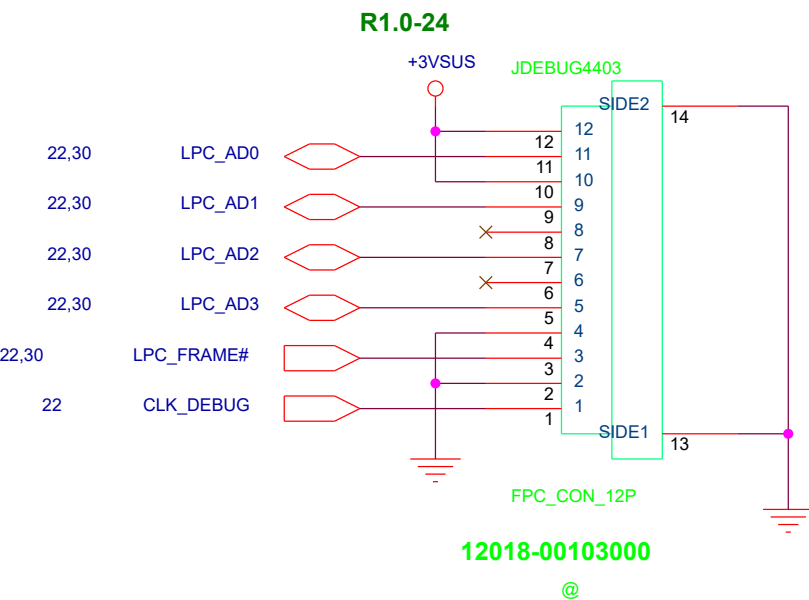 R1.0-24
+3VSUS
JDEBUG4403
SIDE2
14
12
12
22,30 LPC_AD0
11
11
10
10
22,30 LPC_AD1
9
9
8
8
22,30 LPC_AD2
7
7
6
6
22,30 LPC_AD3
5
5
4
4
22,30 LPC_FRAME#
3
3
2
2
22 CLK_DEBUG
1
1
SIDE1
13
FPC_CON_12P
12018-00103000
@